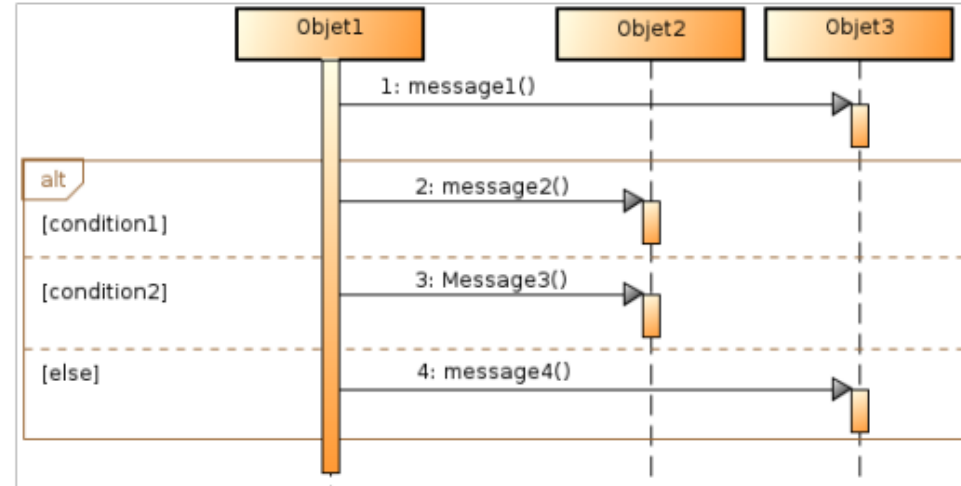 Objet1
Objet2
Objet3
1: message1()
alt
2: message2()
[condition1]
3: Message3()
[condition2]
4: message4()
[else]